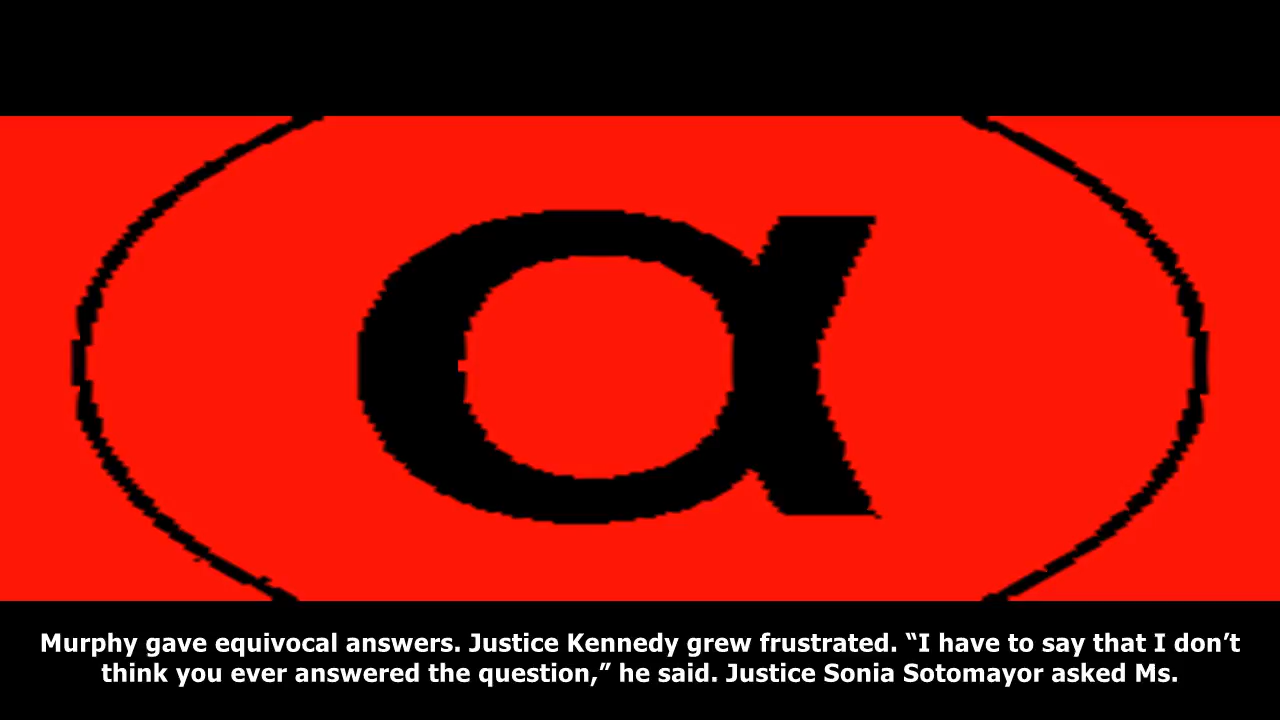 α
Murphy gave equivocal answers. Justice Kennedy grew frustrated. “I have to say that I don’t
think you ever answered the question,” he said. Justice Sonia Sotomayor asked Ms.